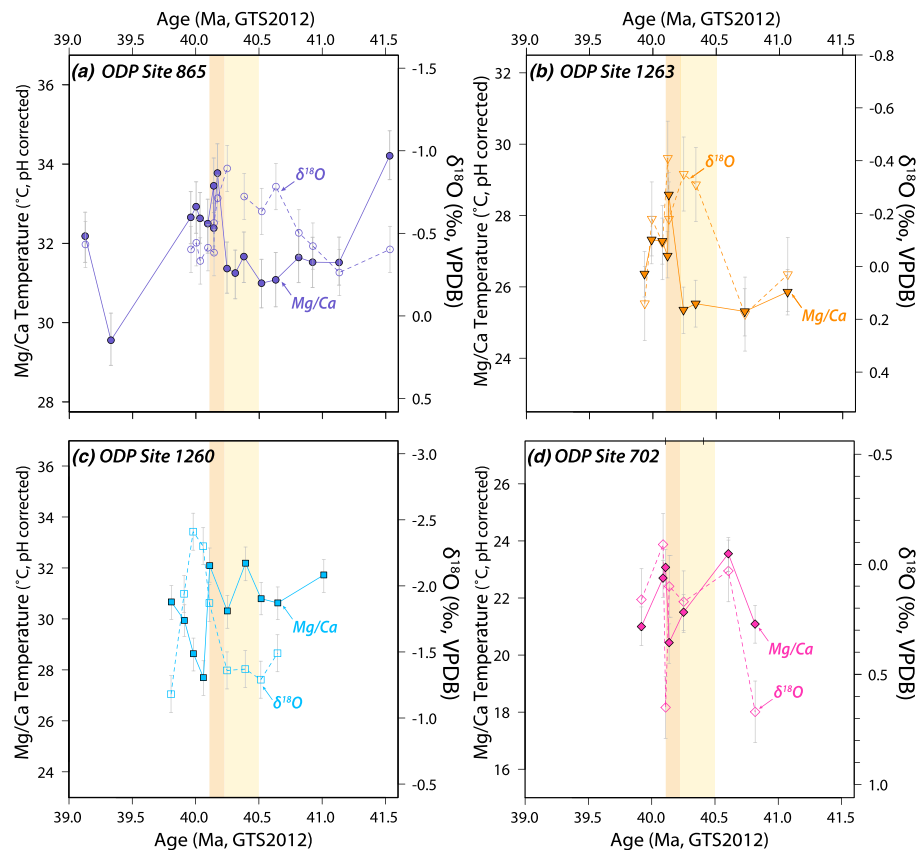 Age (Ma, GTS2012)
39.0 39.5 40.0 40.5 41.0 41.5
Age (Ma, GTS2012)
39.0 39.5 40.0 40.5 41.0 41.5
(a) ODP Site 865
Mg/Ca Temperature (˚C, pH corrected)
36
34
32
30
28
δ¹⁸O
Mg/Ca
-1.5
-1.0
-0.5
0.0
0.5
δ¹⁸O (‰, VPDB)
(b) ODP Site 1263
Mg/Ca Temperature (˚C, pH corrected)
32
30
28
26
24
δ¹⁸O
Mg/Ca
-0.8
-0.6
-0.4
-0.2
0.0
0.2
0.4
δ¹⁸O (‰, VPDB)
(c) ODP Site 1260
Mg/Ca Temperature (˚C, pH corrected)
36
34
32
30
28
26
24
23
Mg/Ca
δ¹⁸O
-3.0
-2.5
-2.0
-1.5
-1.0
-0.5
δ¹⁸O (‰, VPDB)
39.0 39.5 40.0 40.5 41.0 41.5
Age (Ma, GTS2012)
(d) ODP Site 702
Mg/Ca Temperature (˚C, pH corrected)
26
24
22
20
18
16
Mg/Ca
δ¹⁸O
-0.5
0.0
0.5
1.0
δ¹⁸O (‰, VPDB)
39.0 39.5 40.0 40.5 41.0 41.5
Age (Ma, GTS2012)